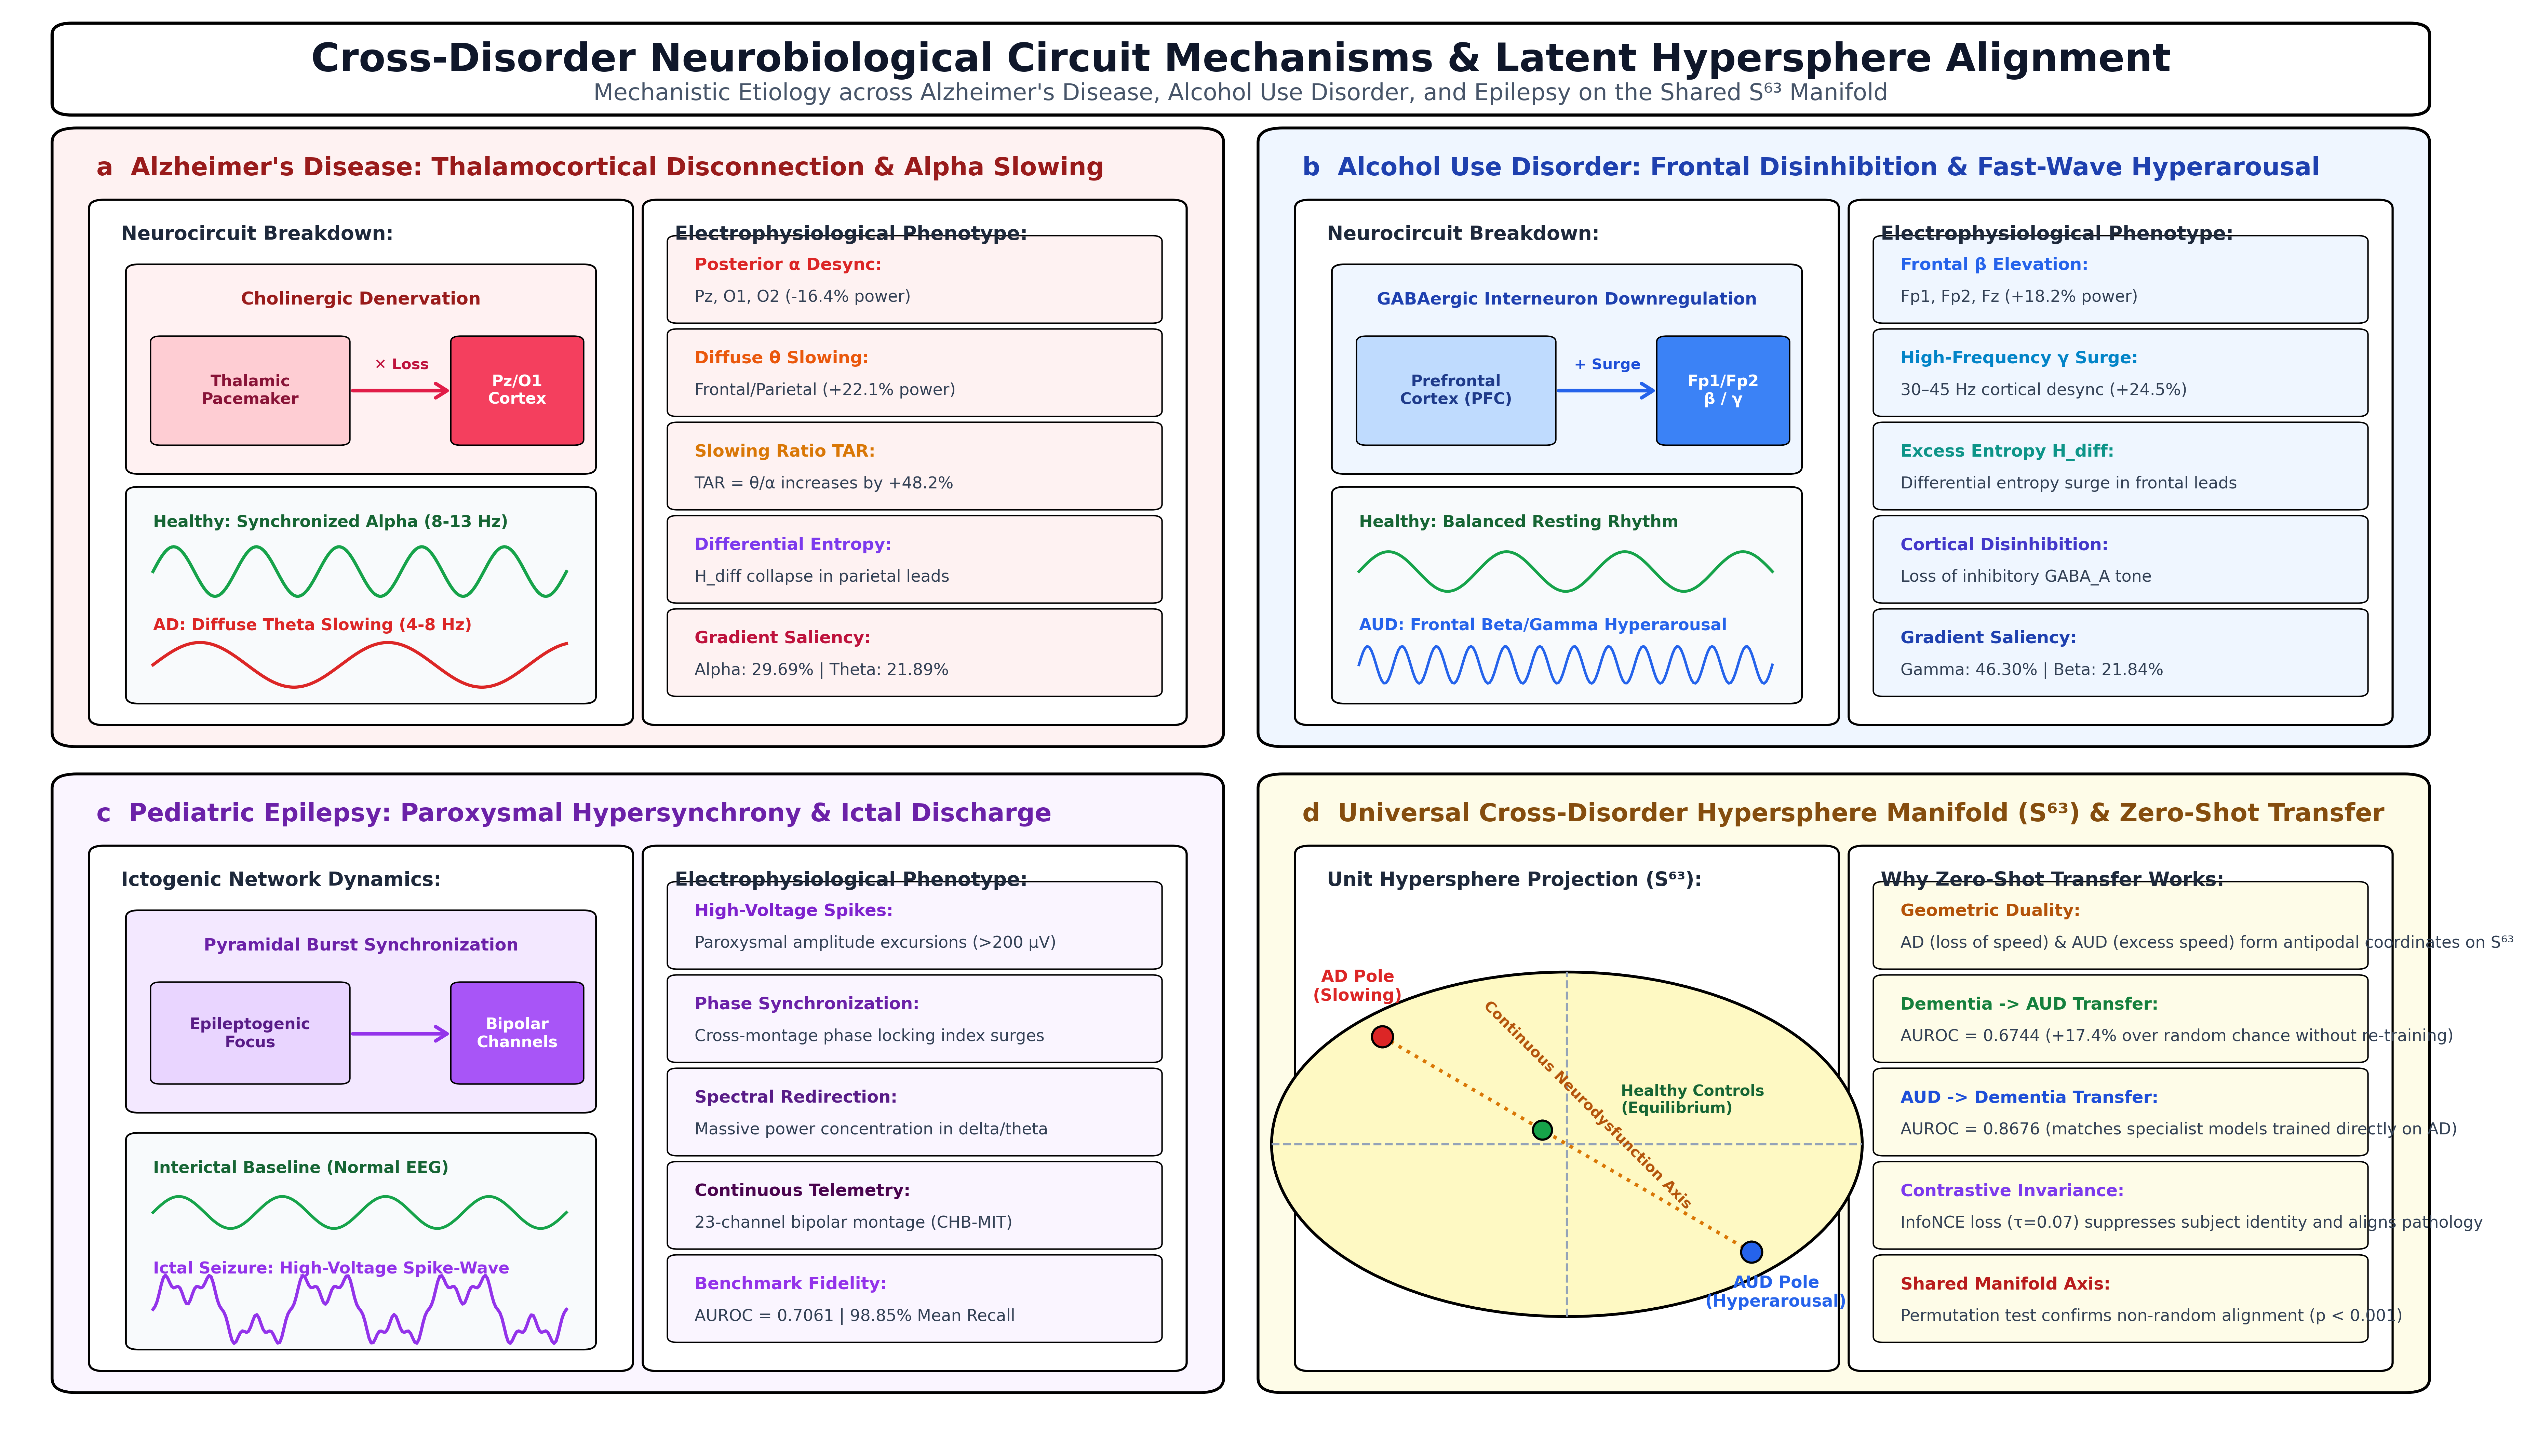 Cross-Disorder Neurobiological Circuit Mechanisms & Latent Hypersphere Alignment
Mechanistic Etiology across Alzheimer's Disease, Alcohol Use Disorder, and Epilepsy on the Shared S⁶³ Manifold
a Alzheimer's Disease: Thalamocortical Disconnection & Alpha Slowing
Neurocircuit Breakdown:
Cholinergic Denervation
Thalamic
Pacemaker
× Loss
Pz/O1
Cortex
Healthy: Synchronized Alpha (8-13 Hz)
AD: Diffuse Theta Slowing (4-8 Hz)
Electrophysiological Phenotype:
Posterior α Desync:
Pz, O1, O2 (-16.4% power)
Diffuse θ Slowing:
Frontal/Parietal (+22.1% power)
Slowing Ratio TAR:
TAR = θ/α increases by +48.2%
Differential Entropy:
H_diff collapse in parietal leads
Gradient Saliency:
Alpha: 29.69% | Theta: 21.89%
b Alcohol Use Disorder: Frontal Disinhibition & Fast-Wave Hyperarousal
Neurocircuit Breakdown:
GABAergic Interneuron Downregulation
Prefrontal
Cortex (PFC)
+ Surge
Fp1/Fp2
β / γ
Healthy: Balanced Resting Rhythm
AUD: Frontal Beta/Gamma Hyperarousal
Electrophysiological Phenotype:
Frontal β Elevation:
Fp1, Fp2, Fz (+18.2% power)
High-Frequency γ Surge:
30–45 Hz cortical desync (+24.5%)
Excess Entropy H_diff:
Differential entropy surge in frontal leads
Cortical Disinhibition:
Loss of inhibitory GABA_A tone
Gradient Saliency:
Gamma: 46.30% | Beta: 21.84%
c Pediatric Epilepsy: Paroxysmal Hypersynchrony & Ictal Discharge
Ictogenic Network Dynamics:
Pyramidal Burst Synchronization
Epileptogenic
Focus
Bipolar
Channels
Interictal Baseline (Normal EEG)
Ictal Seizure: High-Voltage Spike-Wave
Electrophysiological Phenotype:
High-Voltage Spikes:
Paroxysmal amplitude excursions (>200 μV)
Phase Synchronization:
Cross-montage phase locking index surges
Spectral Redirection:
Massive power concentration in delta/theta
Continuous Telemetry:
23-channel bipolar montage (CHB-MIT)
Benchmark Fidelity:
AUROC = 0.7061 | 98.85% Mean Recall
d Universal Cross-Disorder Hypersphere Manifold (S⁶³) & Zero-Shot Transfer
Unit Hypersphere Projection (S⁶³):
AD Pole
(Slowing)
Continuous Neurodysfunction Axis
Healthy Controls
(Equilibrium)
AUD Pole
(Hyperarousal)
Why Zero-Shot Transfer Works:
Geometric Duality:
AD (loss of speed) & AUD (excess speed) form antipodal coordinates on S⁶³
Dementia -> AUD Transfer:
AUROC = 0.6744 (+17.4% over random chance without re-training)
AUD -> Dementia Transfer:
AUROC = 0.8676 (matches specialist models trained directly on AD)
Contrastive Invariance:
InfoNCE loss (τ=0.07) suppresses subject identity and aligns pathology
Shared Manifold Axis:
Permutation test confirms non-random alignment (p < 0.001)